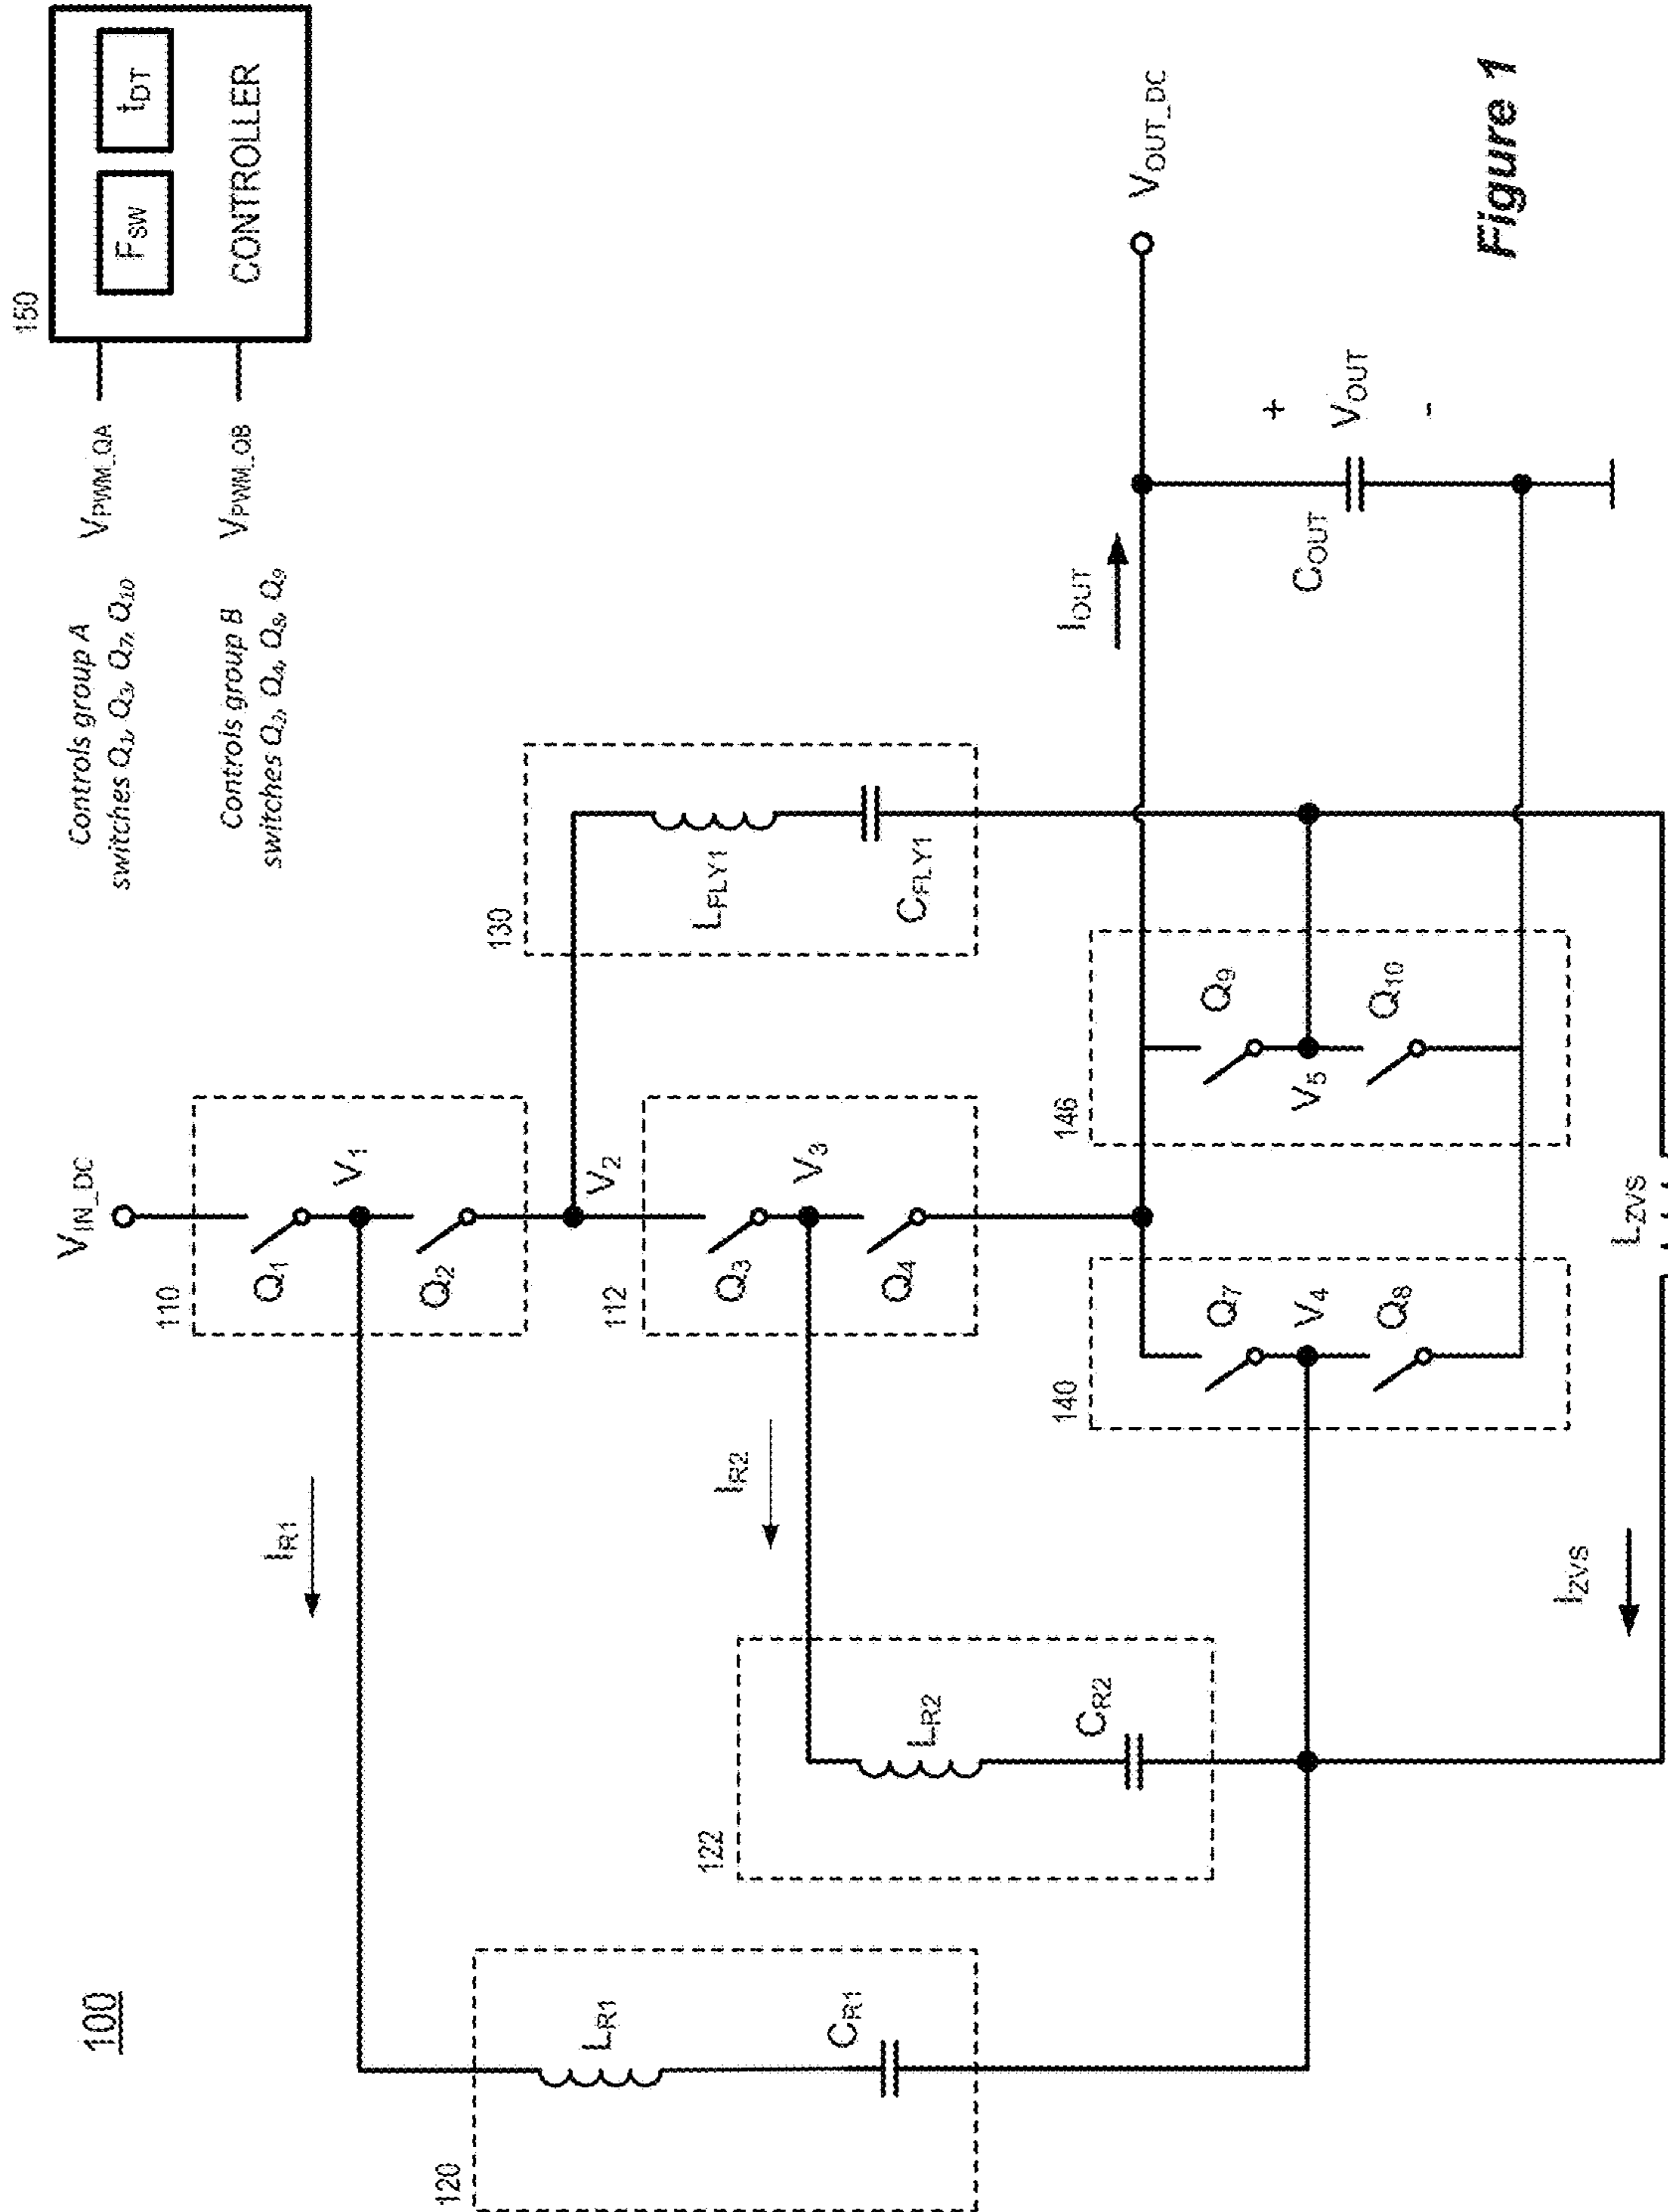 100
V_IN_DC
110
Q1
V1
Q2
V2
112
Q3
V3
Q4
IR1
IR2
120
LR1
CR1
122
LR2
CR2
130
LFLY1
CFLY1
140
Q7
V4
Q8
146
Q9
V5
Q10
IZVS
LZVS
IOUT
COUT
+
VOUT
-
VOUT_DC
Controls group A
switches Q1, Q3, Q7, Q10
VPWM_QA
Controls group B
switches Q2, Q4, Q8, Q9
VPWM_QB
150
FSW
tDT
CONTROLLER
Figure 1